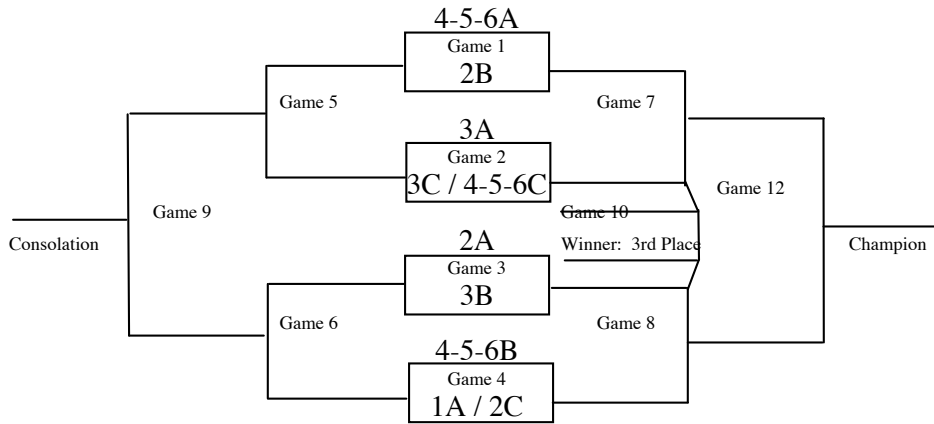 4-5-6A
Game 1
2B
Game 5
Game 7
3A
Game 2
3C / 4-5-6C
Game 12
Game 9
Game 10
Consolation
2A
Winner: 3rd Place
Champion
Game 3
3B
Game 6
Game 8
4-5-6B
Game 4
1A / 2C